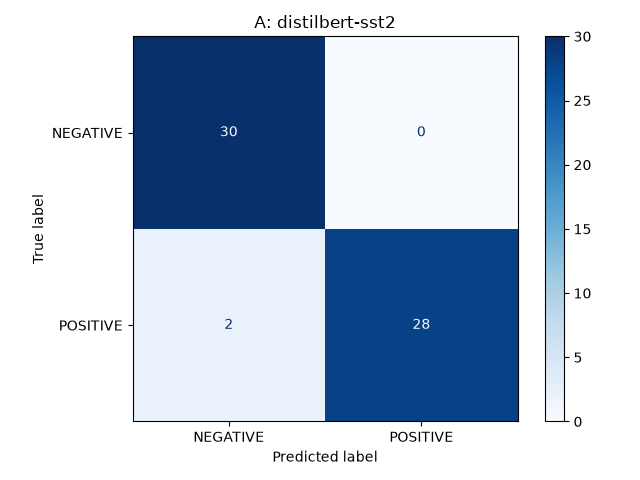 A: distilbert-sst2
30
25
20
15
10
5
0
NEGATIVE
30
0
POSITIVE
2
28
True label
NEGATIVE
POSITIVE
Predicted label